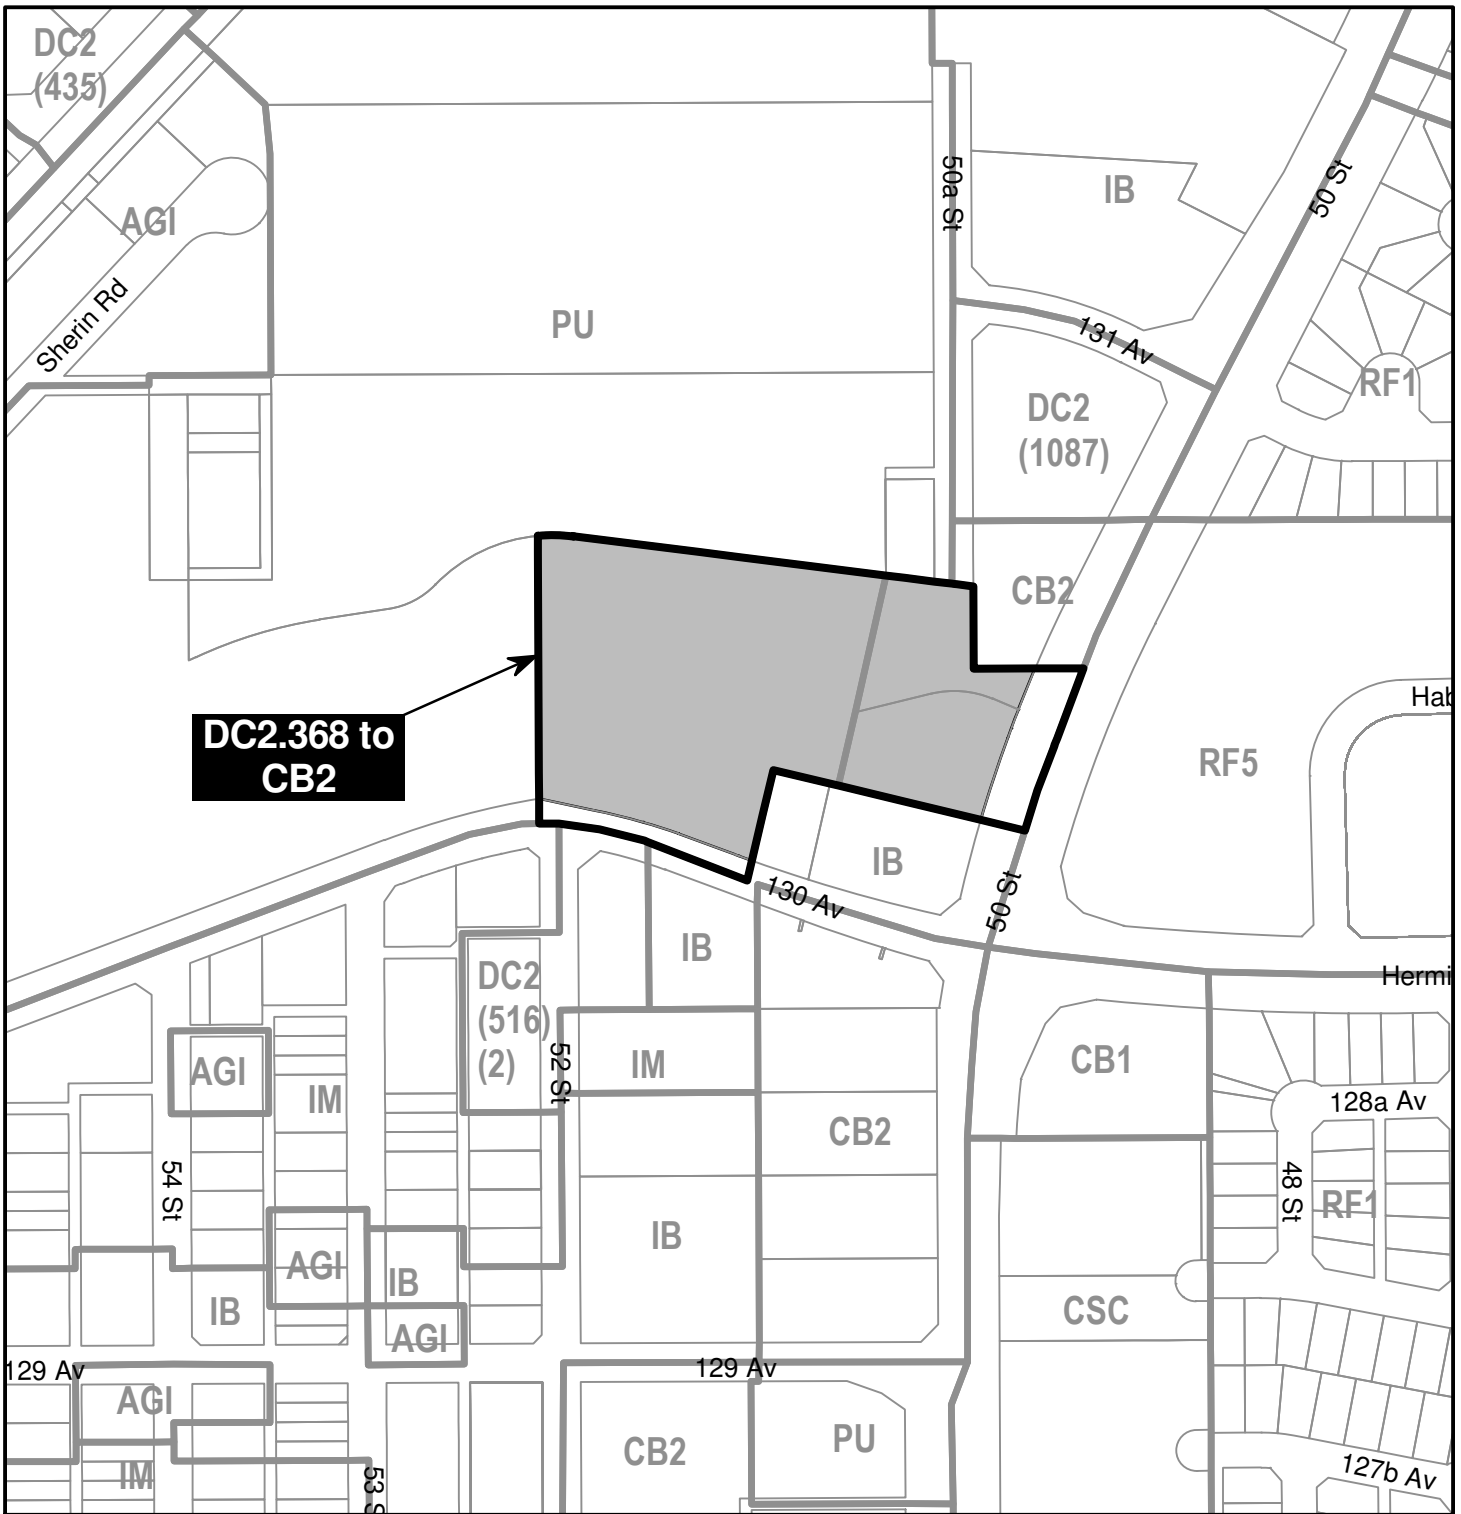 DC2
(435)
AGI
Sherin Rd
PU
50a St
IB
50 St
131 Av
RF1
DC2
(1087)
CB2
DC2.368 to
CB2
Hab
RF5
IB
130 Av
50 St
IB
DC2
(516)
(2)
52 St
IM
Hermi
CB1
AGI
IM
128a Av
CB2
54 St
48 St
RF1
IB
AGI
IB
IB
AGI
CSC
129 Av
129 Av
AGI
CB2
PU
IM
53 S
127b Av